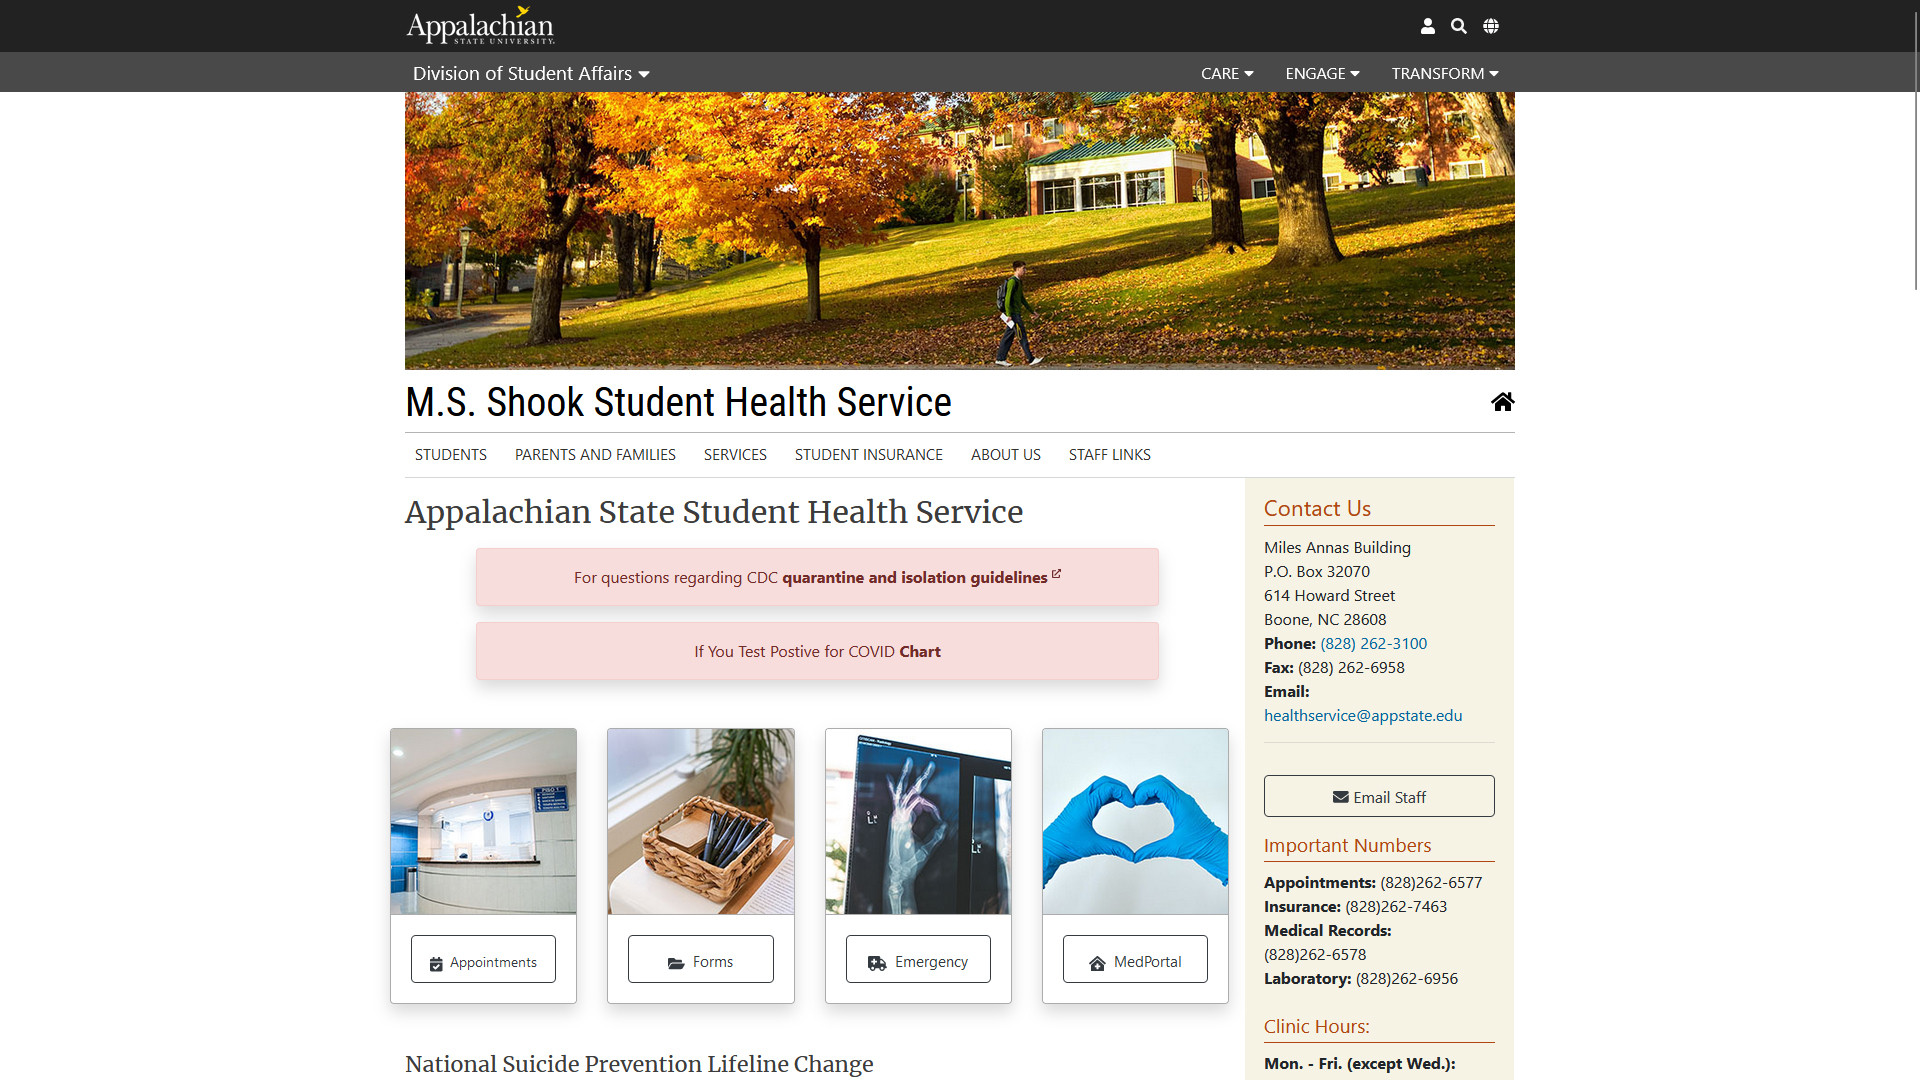 Appalachian
STATE UNIVERSITY.
Division of Student Affairs
CARE
ENGAGE
TRANSFORM
M.S. Shook Student Health Service
STUDENTS
PARENTS AND FAMILIES
SERVICES
STUDENT INSURANCE
ABOUT US
STAFF LINKS
Appalachian State Student Health Service
For questions regarding CDC quarantine and isolation guidelines
If You Test Postive for COVID Chart
Appointments
Forms
Emergency
MedPortal
National Suicide Prevention Lifeline Change
Contact Us
Miles Annas Building
P.O. Box 32070
614 Howard Street
Boone, NC 28608
Phone: (828) 262-3100
Fax: (828) 262-6958
Email:
healthservice@appstate.edu
Email Staff
Important Numbers
Appointments: (828)262-6577
Insurance: (828)262-7463
Medical Records:
(828)262-6578
Laboratory: (828)262-6956
Clinic Hours:
Mon. - Fri. (except Wed.):